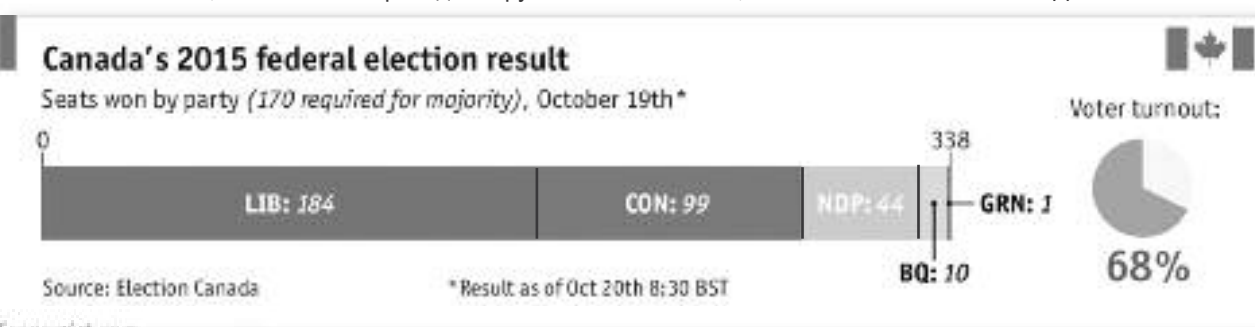 Canada's 2015 federal election result
Seats won by party (170 required for majority), October 19th*
Voter turnout:
0
338
LIB: 184
CON: 99
NDP: 44
GRN: 1
BQ: 10
68%
Source: Election Canada
*Result as of Oct 20th 8:30 BST